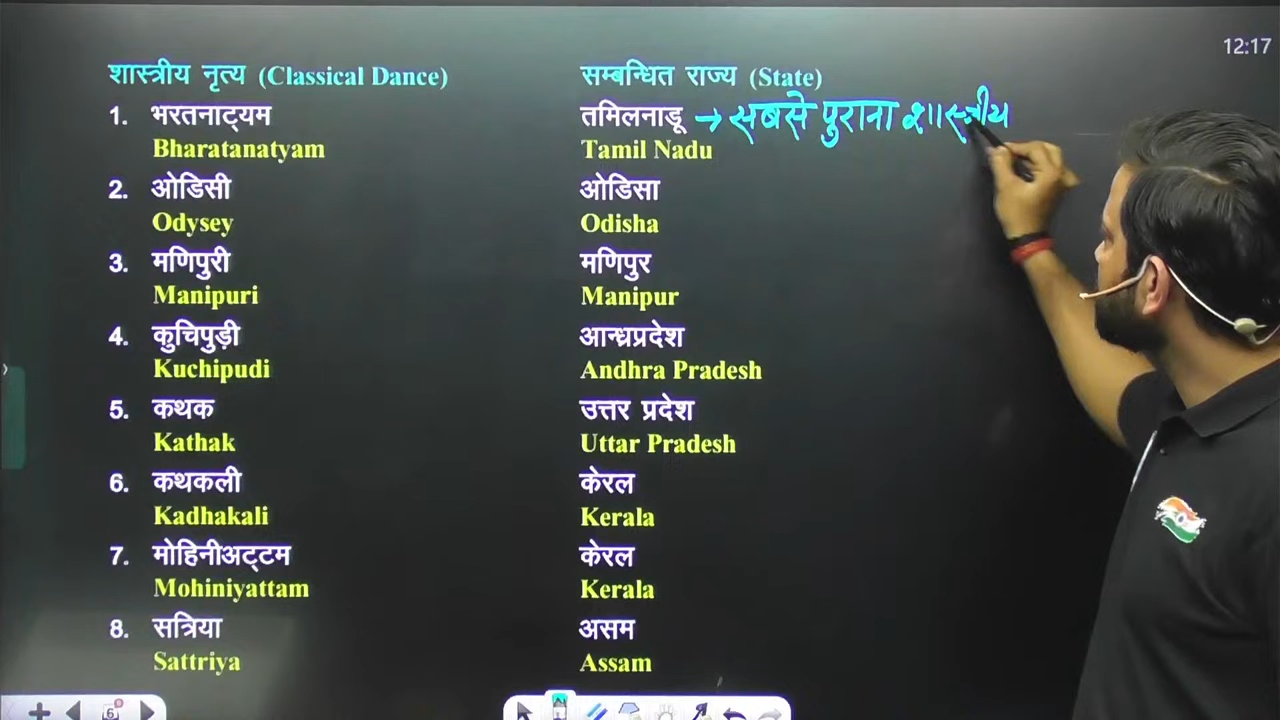 12:17
शास्त्रीय नृत्य (Classical Dance) सम्बन्धित राज्य (State)
1. भरतनाट्यम तमिलनाडू → सबसे पुराना शास्त्रीय
Bharatanatyam Tamil Nadu
2. ओडिसी ओडिसा
Odysey Odisha
3. मणिपुरी मणिपुर
Manipuri Manipur
4. कुचिपुड़ी आन्ध्रप्रदेश
Kuchipudi Andhra Pradesh
5. कथक उत्तर प्रदेश
Kathak Uttar Pradesh
6. कथकली केरल
Kadhakali Kerala
7. मोहिनीअट्टम केरल
Mohiniyattam Kerala
8. सत्रिया असम
Sattriya Assam
6